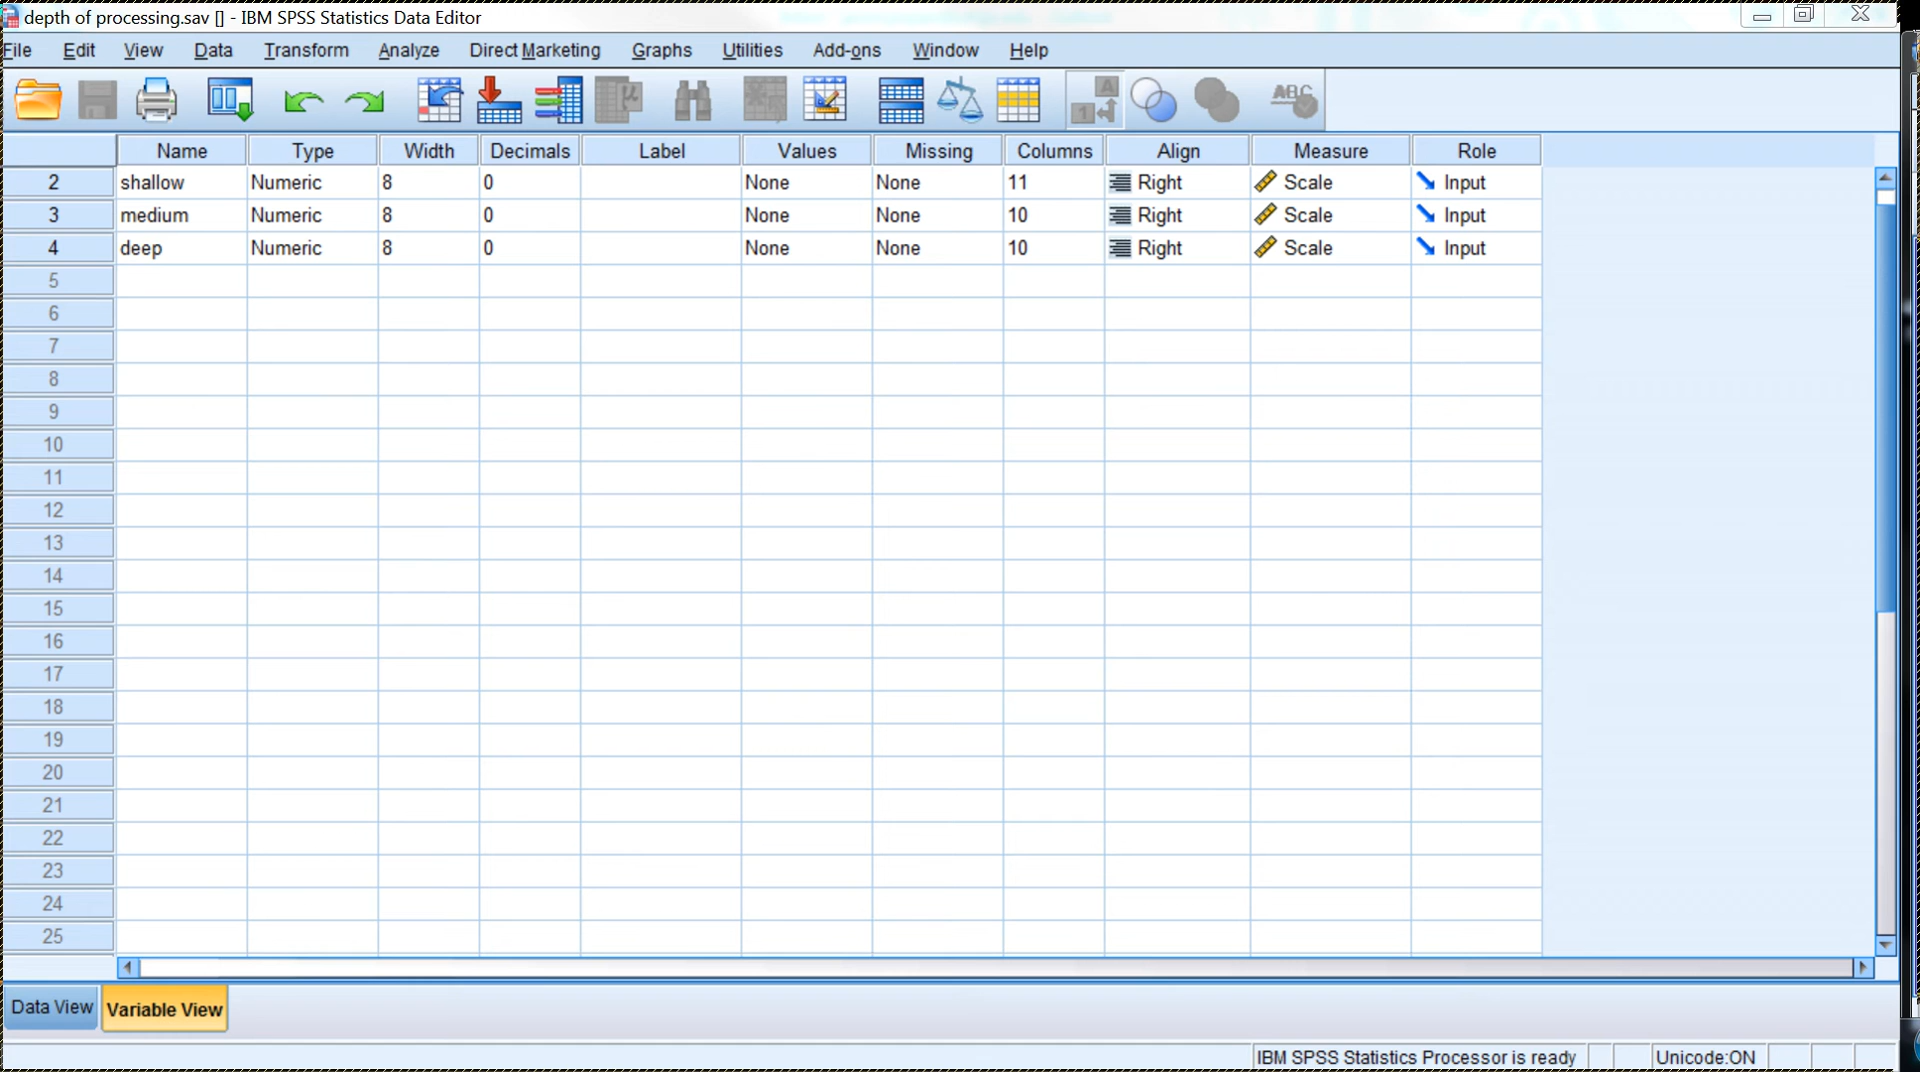 depth of processing.sav [] - IBM SPSS Statistics Data Editor
File Edit View Data Transform Analyze Direct Marketing Graphs Utilities Add-ons Window Help
A 1 μ ABC
Name Type Width Decimals Label Values Missing Columns Align Measure Role
2 shallow Numeric 8 0 None None 11 Right Scale Input
3 medium Numeric 8 0 None None 10 Right Scale Input
4 deep Numeric 8 0 None None 10 Right Scale Input
5
6
7
8
9
10
11
12
13
14
15
16
17
18
19
20
21
22
23
24
25
Data View Variable View
IBM SPSS Statistics Processor is ready Unicode:ON